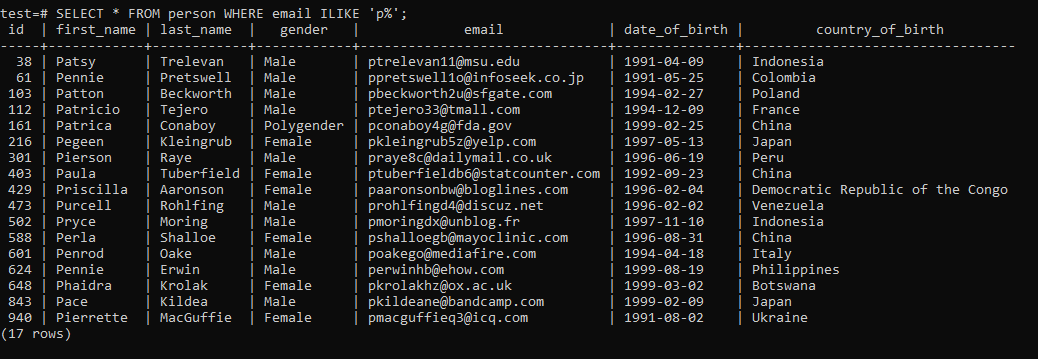 test=# SELECT * FROM person WHERE email ILIKE 'p%';
 id  | first_name | last_name  |   gender   |            email             | date_of_birth |         country_of_birth
-----+------------+------------+------------+------------------------------+---------------+----------------------------------
  38 | Patsy      | Trelevan   | Male       | ptrelevan11@msu.edu          | 1991-04-09    | Indonesia
  61 | Pennie     | Pretswell  | Male       | ppretswell1o@infoseek.co.jp  | 1991-05-25    | Colombia
 103 | Patton     | Beckworth  | Male       | pbeckworth2u@sfgate.com      | 1994-02-27    | Poland
 112 | Patricio   | Tejero     | Male       | ptejero33@tmall.com          | 1994-12-09    | France
 161 | Patrica    | Conaboy    | Polygender | pconaboy4g@fda.gov           | 1999-02-25    | China
 216 | Pegeen     | Kleingrub  | Female     | pkleingrub5z@yelp.com        | 1997-05-13    | Japan
 301 | Pierson    | Raye       | Male       | praye8c@dailymail.co.uk      | 1996-06-19    | Peru
 403 | Paula      | Tuberfield | Female     | ptuberfieldb6@statcounter.com | 1992-09-23    | China
 429 | Priscilla  | Aaronson   | Female     | paaronsonbw@bloglines.com    | 1996-02-04    | Democratic Republic of the Congo
 473 | Purcell    | Rohlfing   | Male       | prohlfingd4@discuz.net       | 1996-02-02    | Venezuela
 502 | Pryce      | Moring     | Male       | pmoringdx@unblog.fr          | 1997-11-10    | Indonesia
 588 | Perla      | Shalloe    | Female     | pshalloegb@mayoclinic.com    | 1996-08-31    | China
 601 | Penrod     | Oake       | Male       | poakego@mediafire.com        | 1994-04-18    | Italy
 624 | Pennie     | Erwin      | Male       | perwinhb@ehow.com            | 1999-08-19    | Philippines
 648 | Phaidra    | Krolak     | Female     | pkrolakhz@ox.ac.uk           | 1999-03-02    | Botswana
 843 | Pace       | Kildea     | Male       | pkildeane@bandcamp.com       | 1999-02-09    | Japan
 940 | Pierrette  | MacGuffie  | Female     | pmacguffieq3@icq.com         | 1991-08-02    | Ukraine
(17 rows)